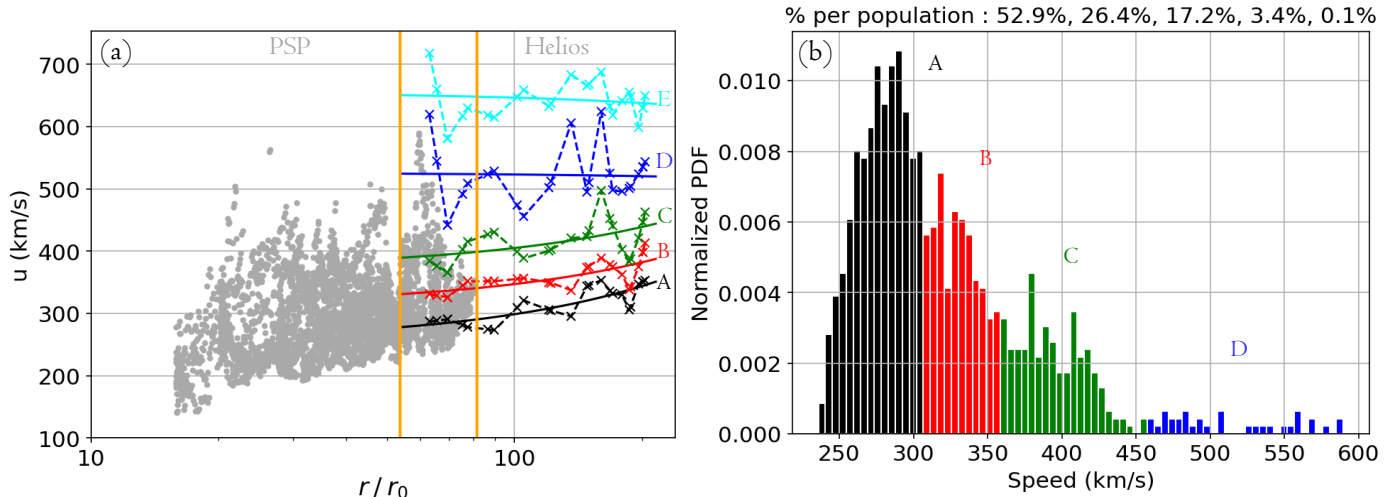 (a)
PSP
Helios
u (km/s)
700
600
500
400
300
200
100
E
D
C
B
A
10
100
r / r0
% per population : 52.9%, 26.4%, 17.2%, 3.4%, 0.1%
(b)
Normalized PDF
0.010
0.008
0.006
0.004
0.002
0.000
A
B
C
D
250 300 350 400 450 500 550 600
Speed (km/s)